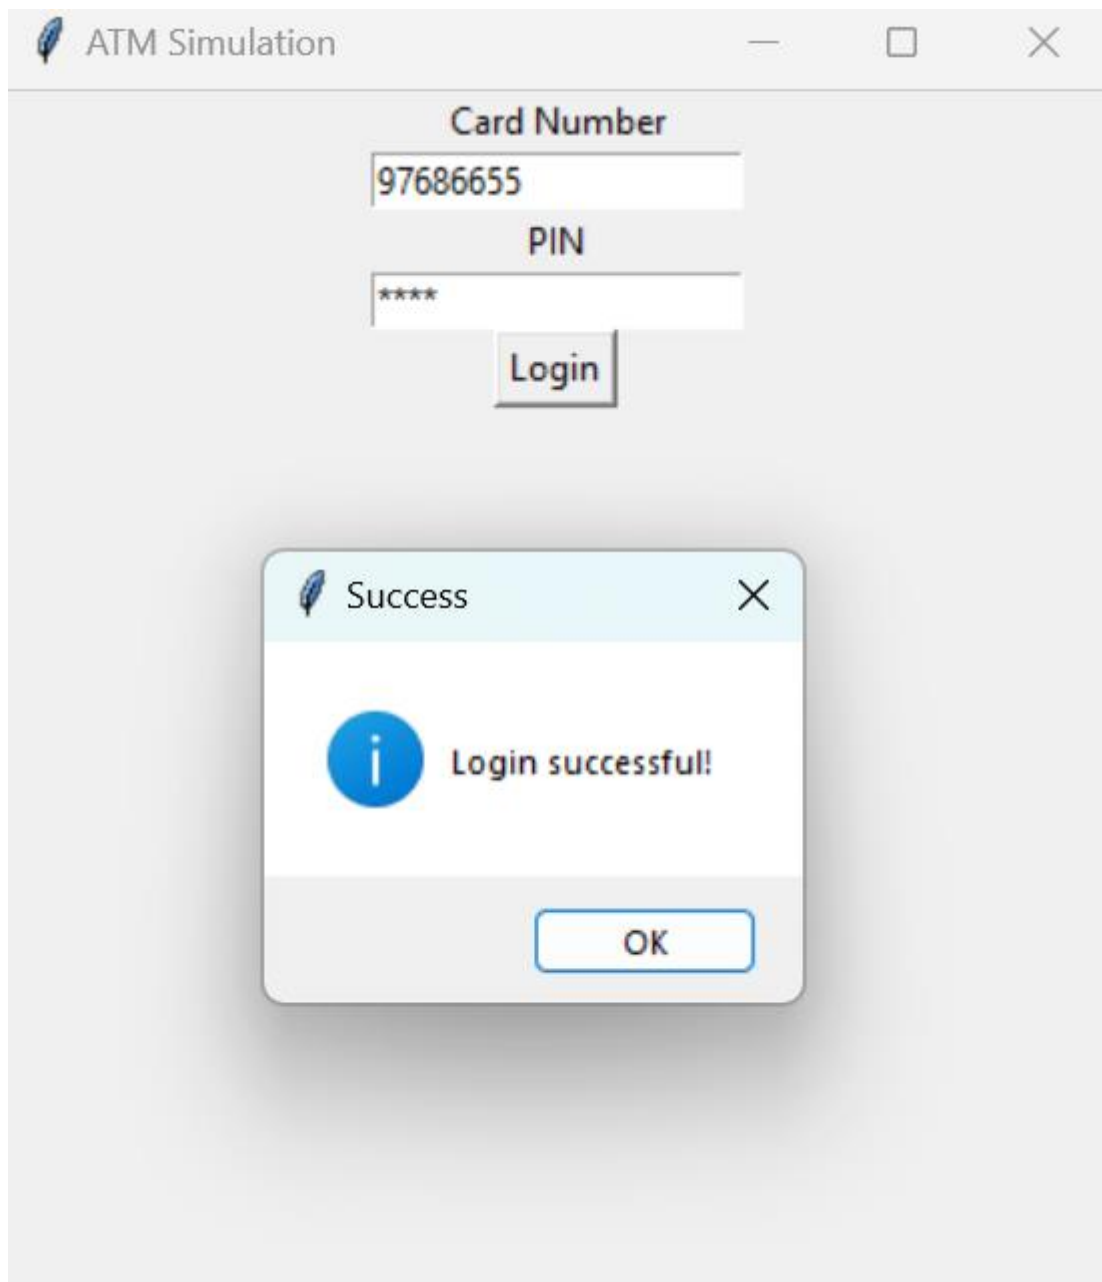 ATM Simulation
Card Number
97686655
PIN
****
Login
Success
Login successful!
OK